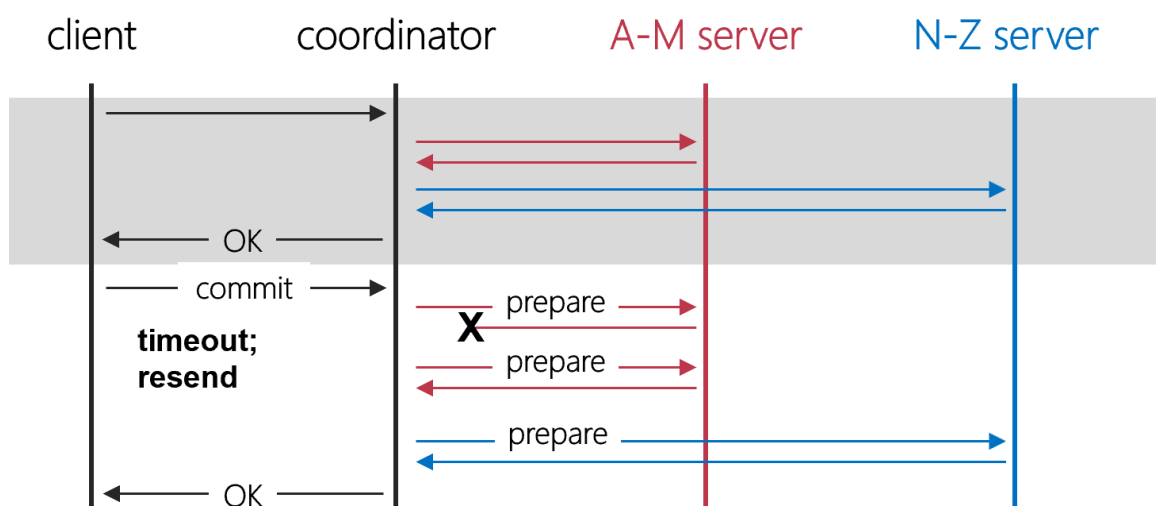 client coordinator A-M server N-Z server
OK
commit
prepare
X
timeout;
resend
prepare
prepare
OK